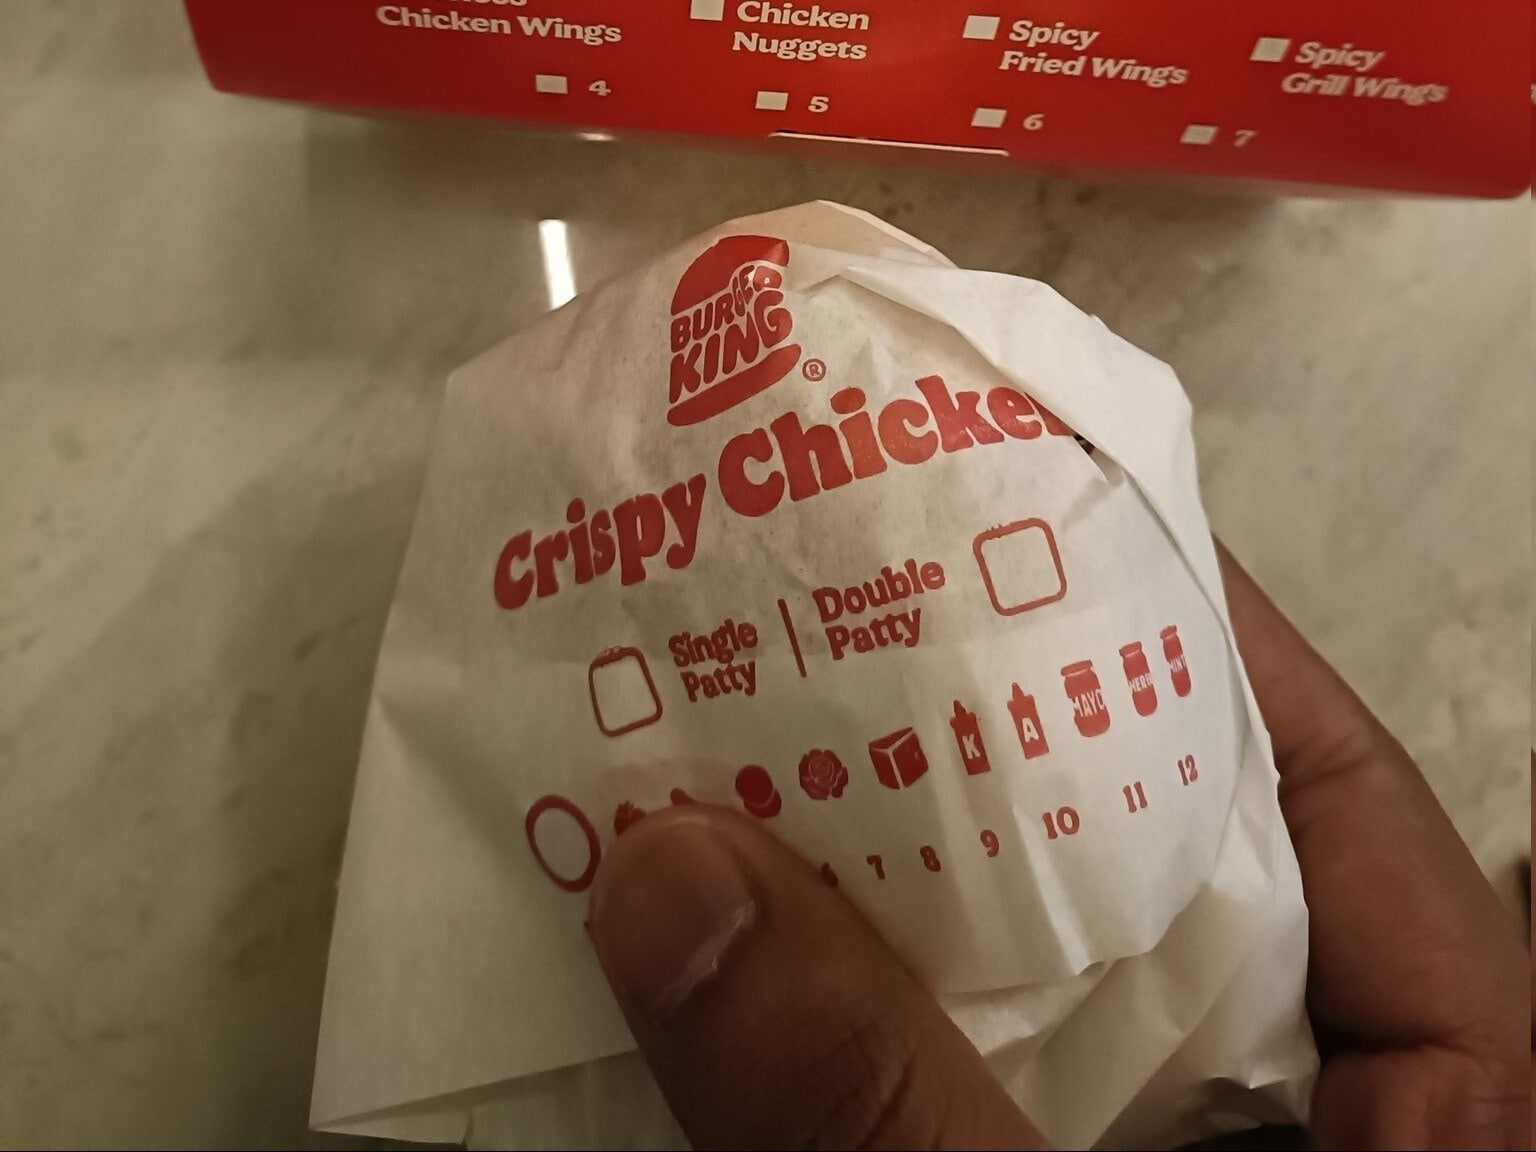 Chicken Wings
Chicken
Nuggets
Spicy
Fried Wings
Spicy
Grill Wings
4
5
6
7
BURGER
KING
®
Crispy Chicken
Single
Patty
Double
Patty
K
A
MAYO
7
8
9
10
11
12